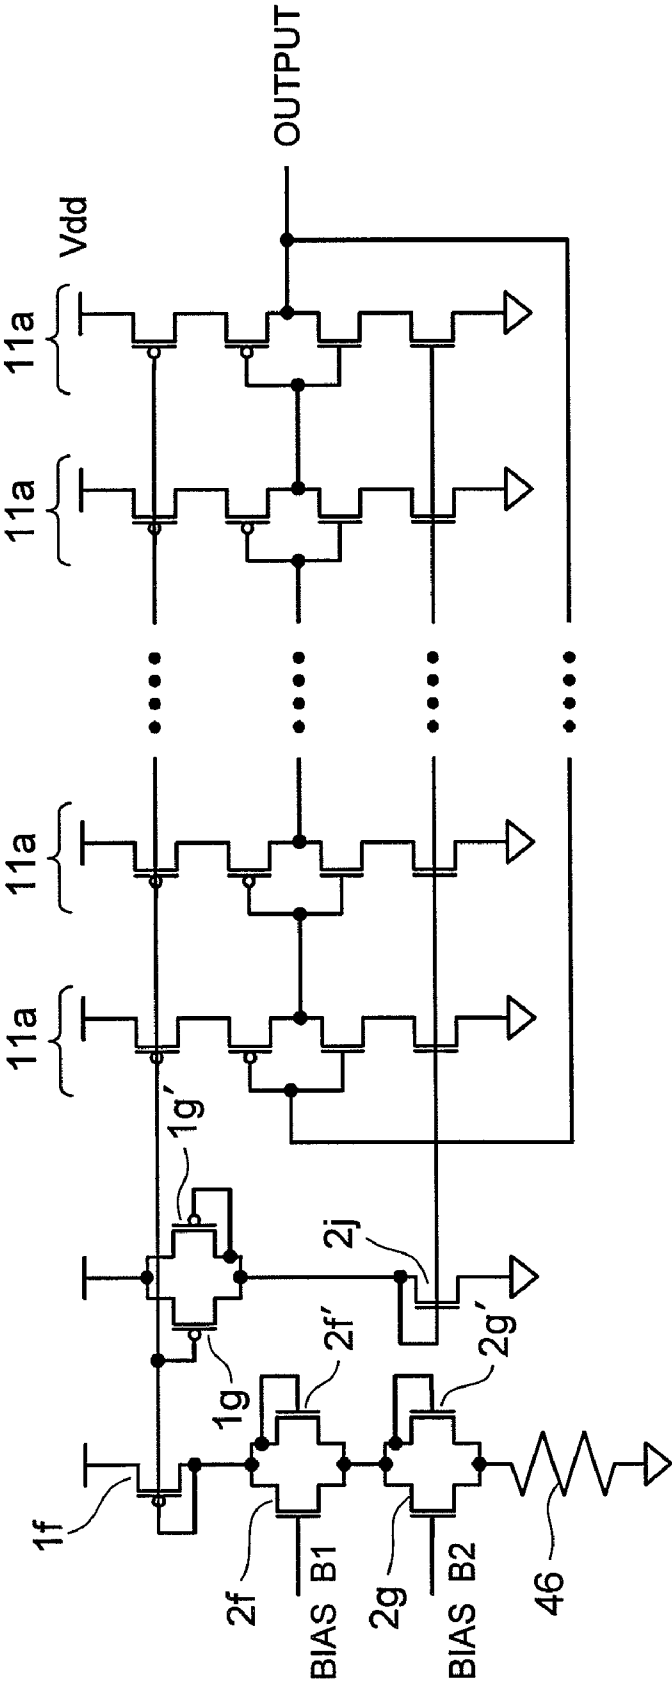 11a
11a
11a
11a
Vdd
OUTPUT
1f
1g
1g′
2f
2f′
2j
BIAS B1
2g
2g′
BIAS B2
46